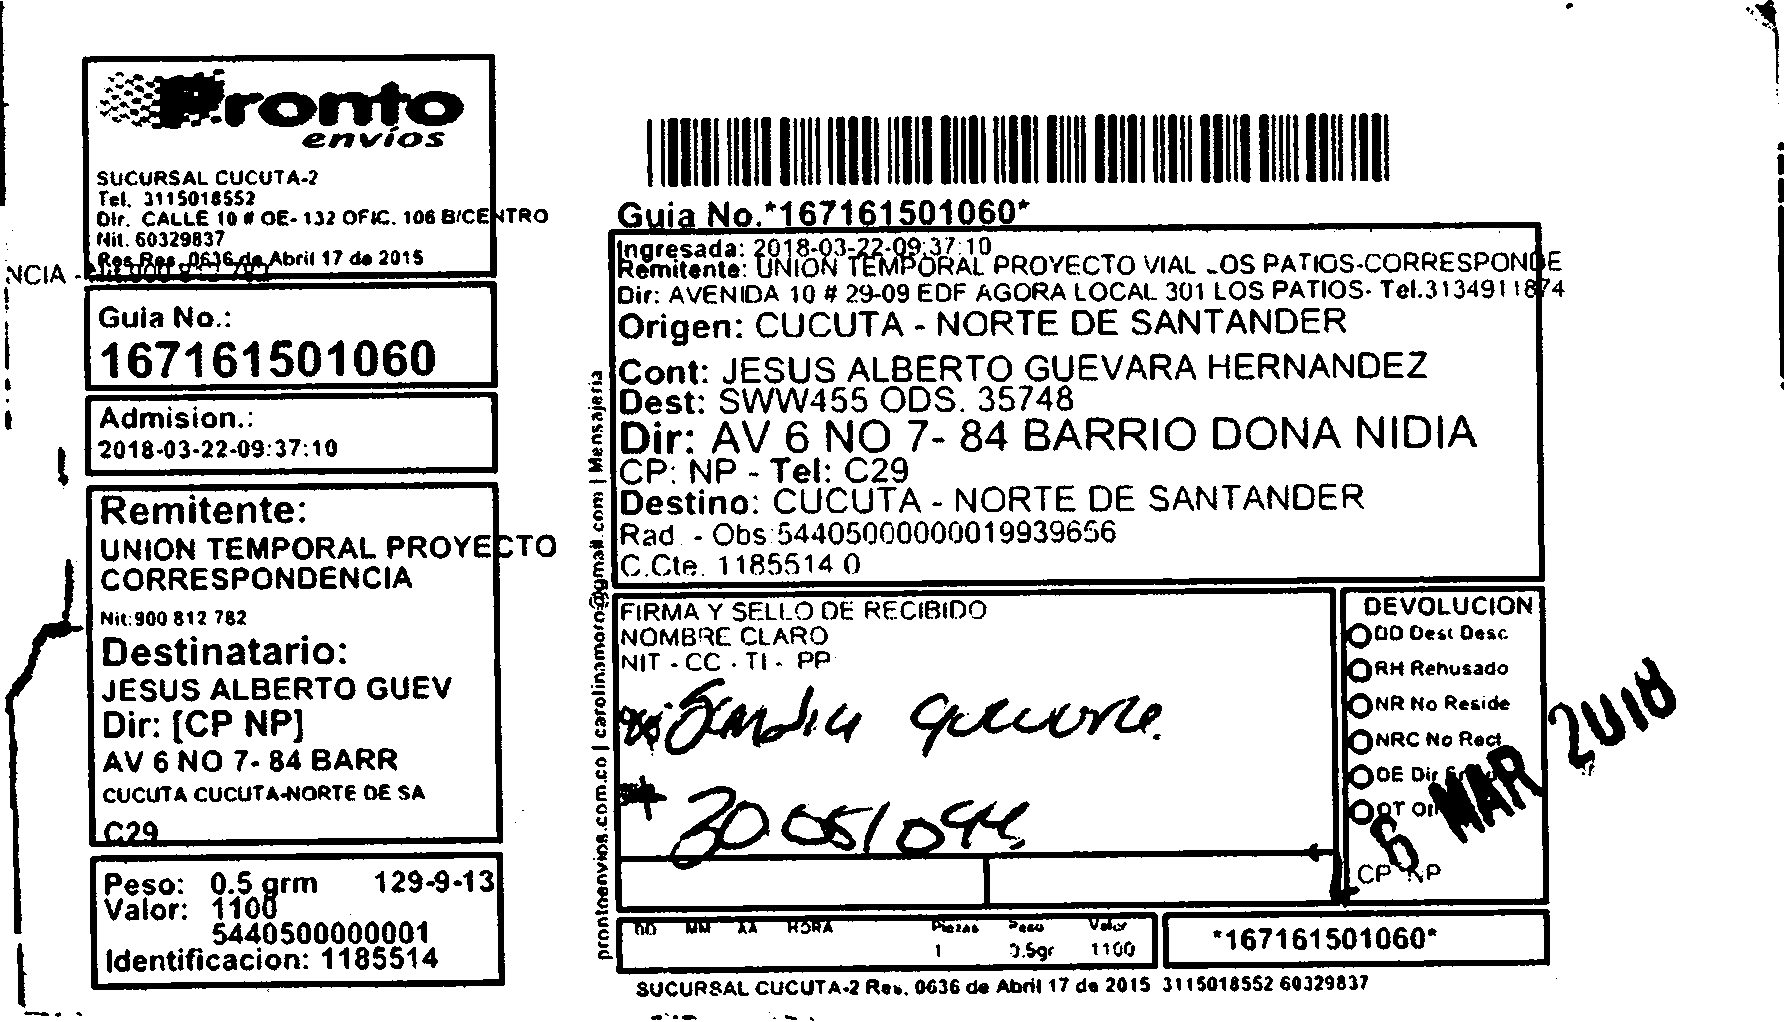 Pronto
envíos
SUCURSAL CUCUTA-2
Tel. 3115018552
Dir. CALLE 10 # OE- 132 OFIC. 106 B/CENTRO
Nit. 60329837
Res Res. 0636 de Abril 17 de 2015
NCIA -
Guia No.:
167161501060
Admision.:
2018-03-22-09:37:10
Remitente:
UNION TEMPORAL PROYECTO
CORRESPONDENCIA
Nit:900 812 782
Destinatario:
JESUS ALBERTO GUEV
Dir: [CP NP]
AV 6 NO 7- 84 BARR
CUCUTA CUCUTA-NORTE DE SA
C29
Peso: 0.5 grm 129-9-13
Valor: 1100
5440500000001
Identificacion: 1185514
prontoenvios.com.co | carolinamoro@gmail.com | Mensajeria
Guia No.*167161501060*
Ingresada: 2018-03-22-09:37:10
Remitente: UNION TEMPORAL PROYECTO VIAL LOS PATIOS-CORRESPONDE
Dir: AVENIDA 10 # 29-09 EDF AGORA LOCAL 301 LOS PATIOS- Tel.3134911874
Origen: CUCUTA - NORTE DE SANTANDER
Cont: JESUS ALBERTO GUEVARA HERNANDEZ
Dest: SWW455 ODS. 35748
Dir: AV 6 NO 7- 84 BARRIO DONA NIDIA
CP: NP - Tel: C29
Destino: CUCUTA - NORTE DE SANTANDER
Rad. - Obs:54405000000019939656
C.Cte. 1185514 0
FIRMA Y SELLO DE RECIBIDO
NOMBRE CLARO
NIT - CC - TI - PP
DEVOLUCION
DD Dest Desc
RH Rehusado
NR No Reside
NRC No Recl
DE Dir
OT
CP NP
6 MAR 2018
DD MM AA HORA Piezas Peso Valor
1 0.5gr 1100
*167161501060*
SUCURSAL CUCUTA-2 Res. 0636 de Abril 17 de 2015 3115018552 60329837